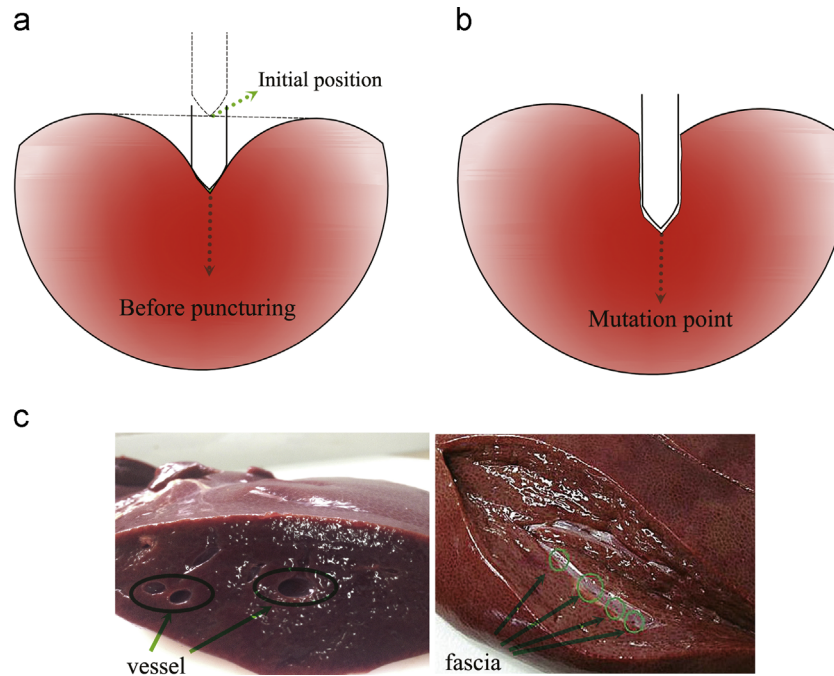 a
b
Initial position
Before puncturing
Mutation point
c
vessel
fascia